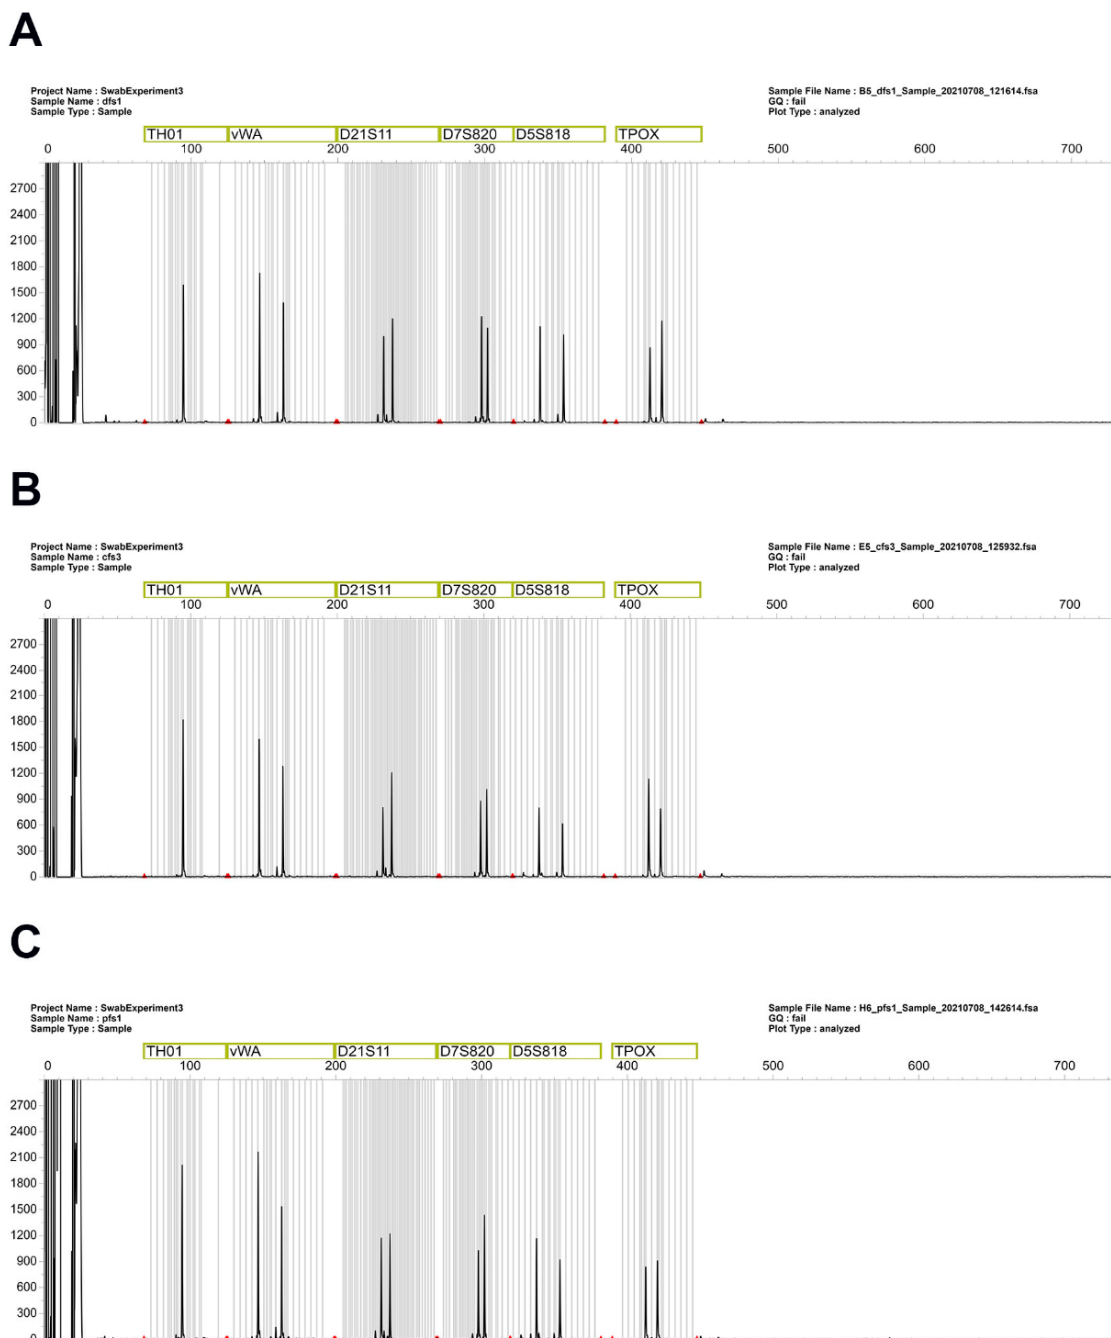 A
Project Name : SwabExperiment3
Sample Name : dfs1
Sample Type : Sample
Sample File Name : B5_dfs1_Sample_20210708_121614.fsa
GQ : fail
Plot Type : analyzed
TH01 vWA D21S11 D7S820 D5S818 TPOX
0 100 200 300 400 500 600 700
2700
2400
2100
1800
1500
1200
900
600
300
0
B
Project Name : SwabExperiment3
Sample Name : cfs3
Sample Type : Sample
Sample File Name : E5_cfs3_Sample_20210708_125932.fsa
GQ : fail
Plot Type : analyzed
TH01 vWA D21S11 D7S820 D5S818 TPOX
0 100 200 300 400 500 600 700
2700
2400
2100
1800
1500
1200
900
600
300
0
C
Project Name : SwabExperiment3
Sample Name : pfs1
Sample Type : Sample
Sample File Name : H6_pfs1_Sample_20210708_142614.fsa
GQ : fail
Plot Type : analyzed
TH01 vWA D21S11 D7S820 D5S818 TPOX
0 100 200 300 400 500 600 700
2700
2400
2100
1800
1500
1200
900
600
300
0